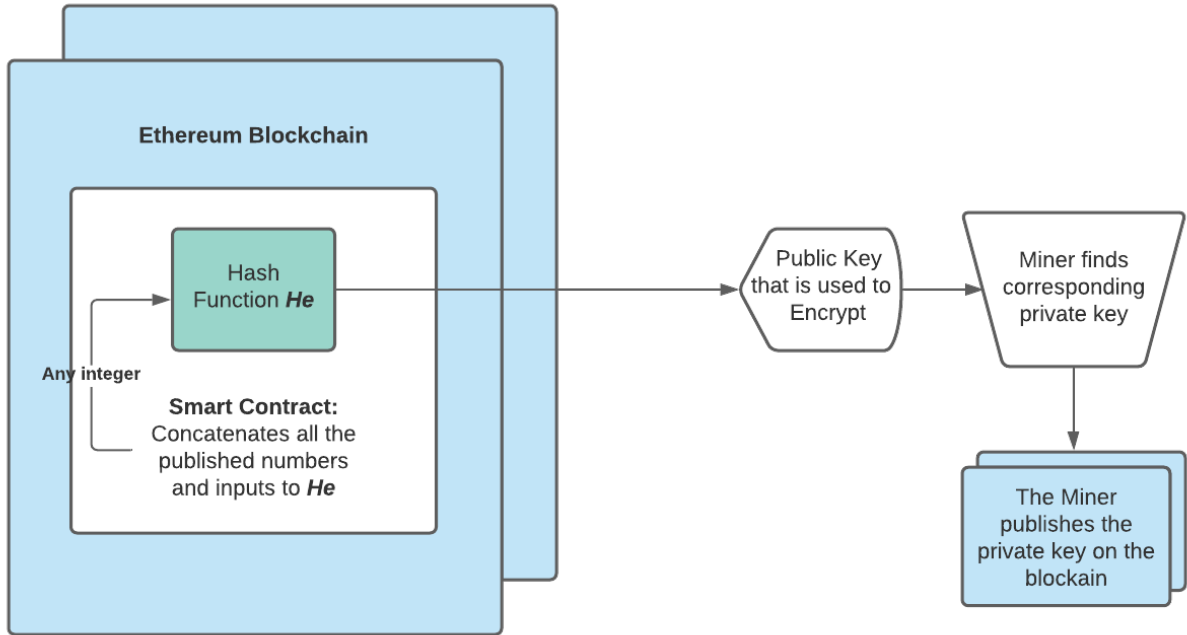 Ethereum Blockchain
Hash
Function He
Any integer
Smart Contract:
Concatenates all the
published numbers
and inputs to He
Public Key
that is used to
Encrypt
Miner finds
corresponding
private key
The Miner
publishes the
private key on the
blockain